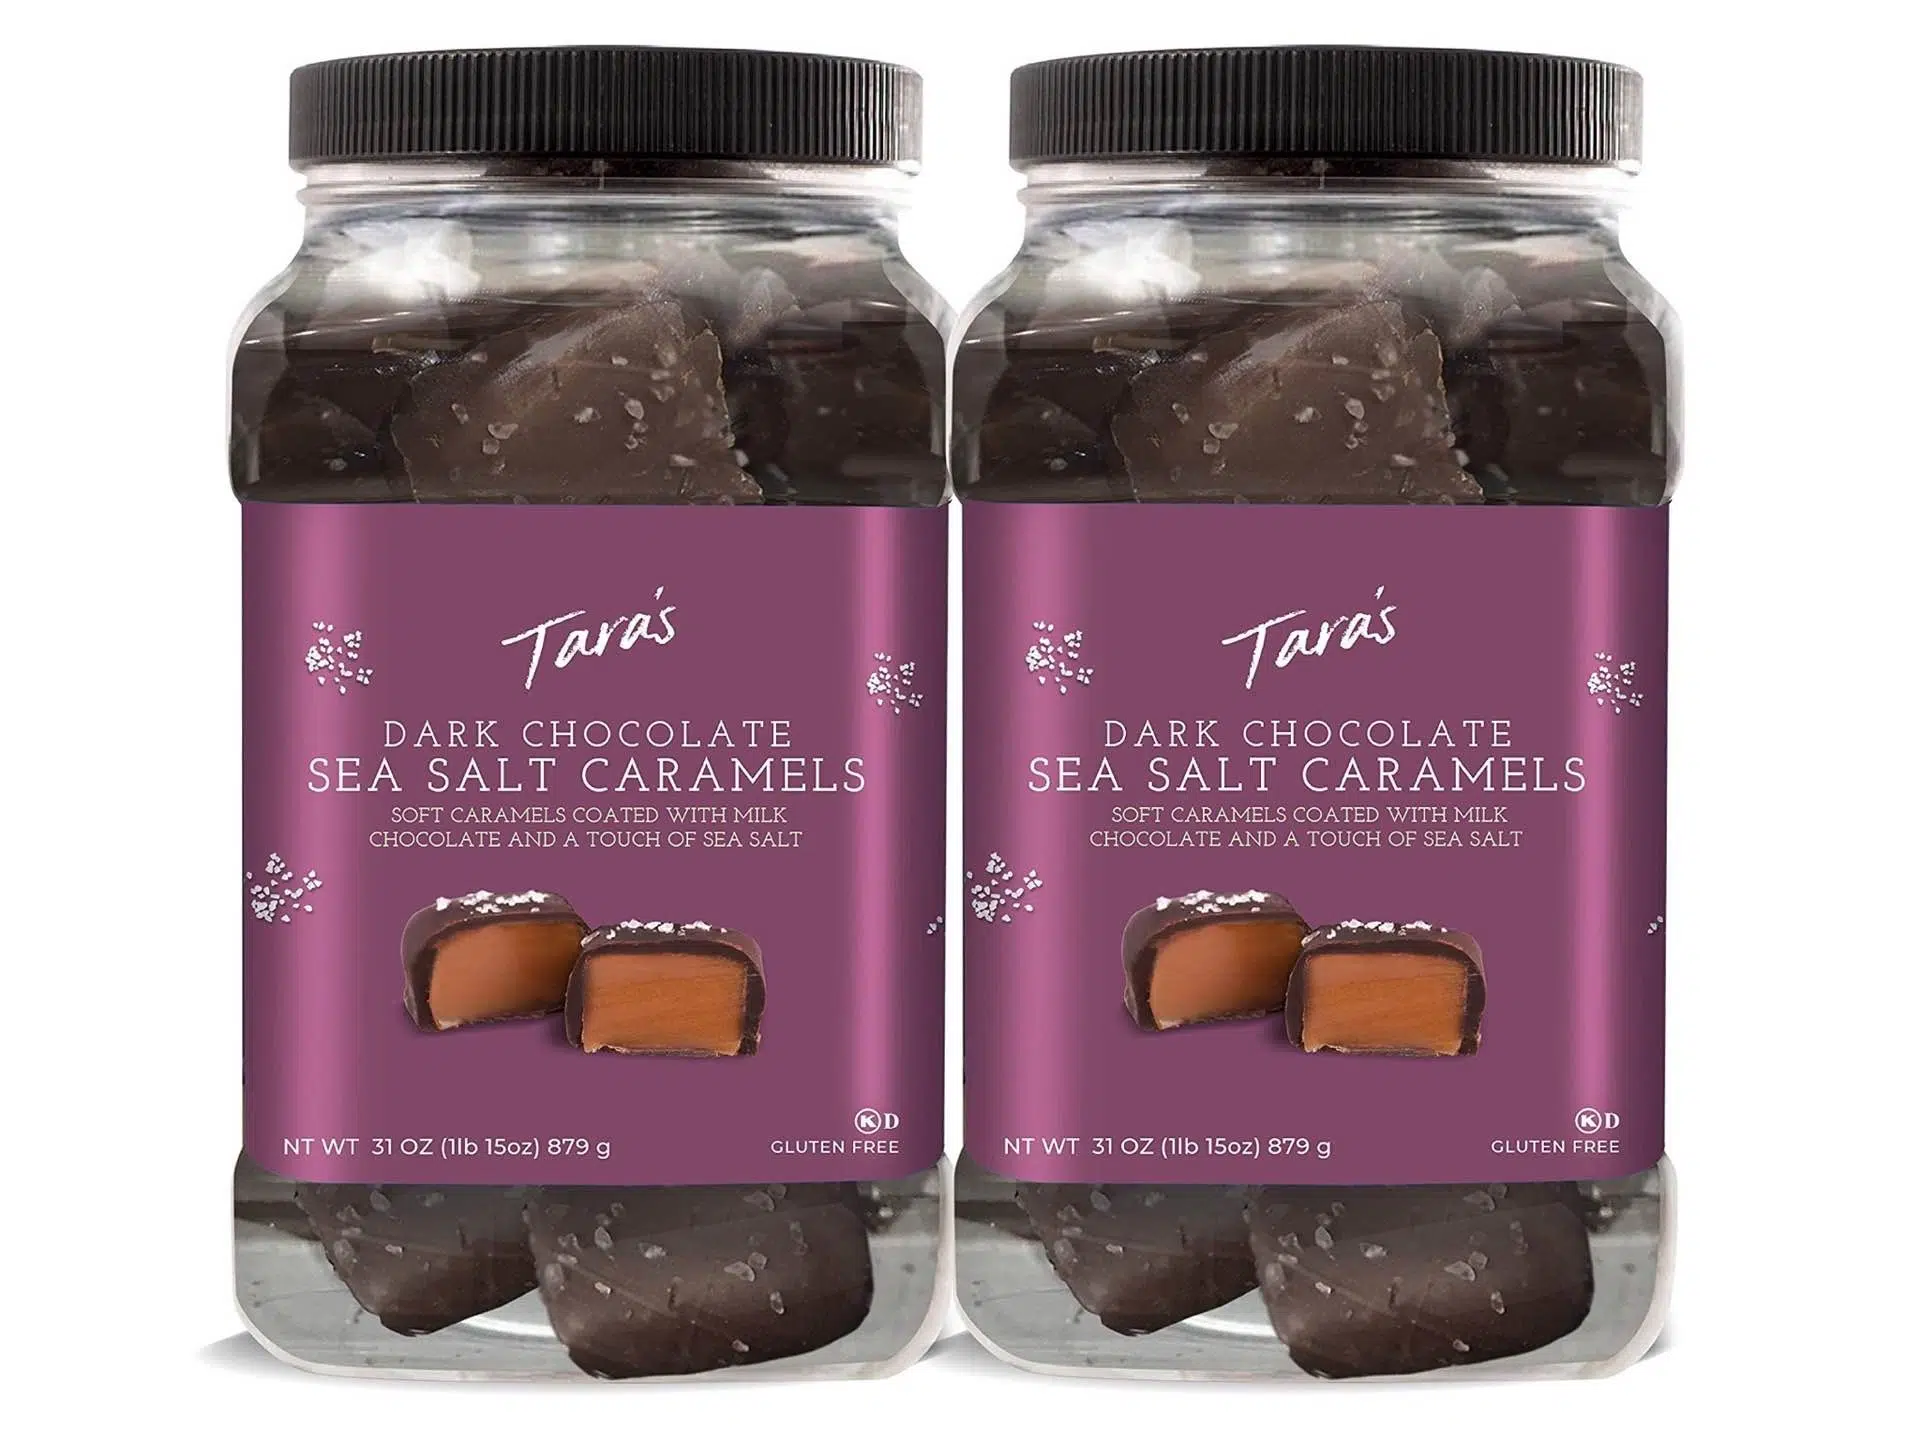 Tara's
DARK CHOCOLATE
SEA SALT CARAMELS
SOFT CARAMELS COATED WITH MILK
CHOCOLATE AND A TOUCH OF SEA SALT
K D
NT WT 31 OZ (1lb 15oz) 879 g
GLUTEN FREE
Tara's
DARK CHOCOLATE
SEA SALT CARAMELS
SOFT CARAMELS COATED WITH MILK
CHOCOLATE AND A TOUCH OF SEA SALT
K D
NT WT 31 OZ (1lb 15oz) 879 g
GLUTEN FREE